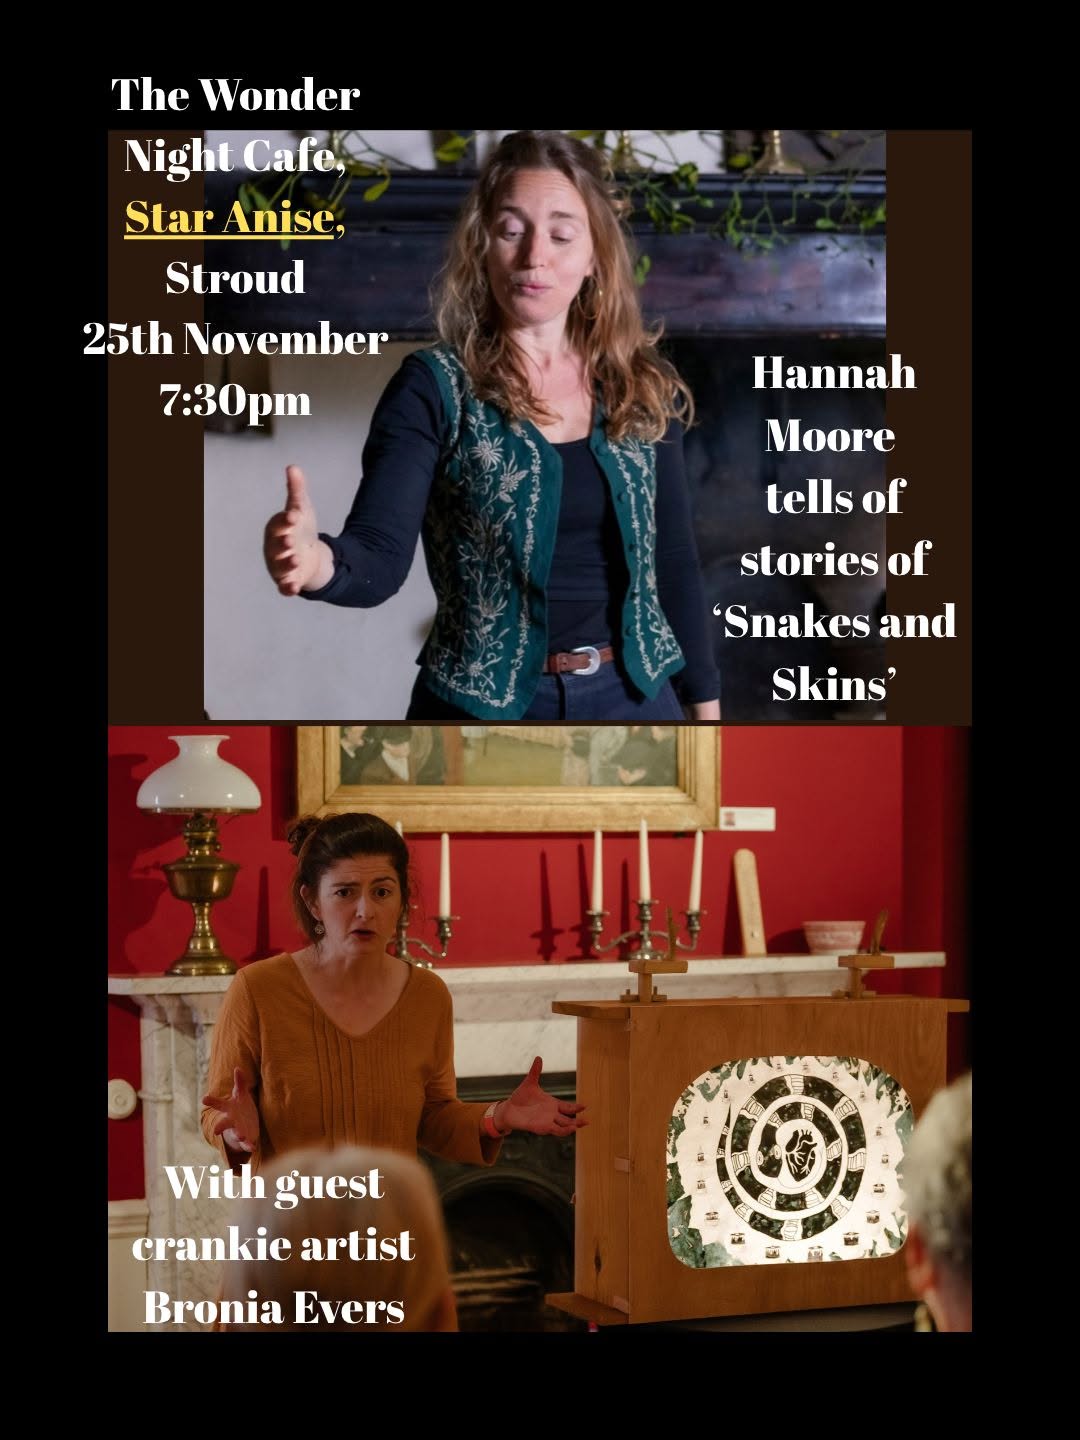 The Wonder
Night Cafe,
Star Anise,
Stroud
25th November
7:30pm
Hannah
Moore
tells of
stories of
‘Snakes and
Skins’
With guest
crankie artist
Bronia Evers